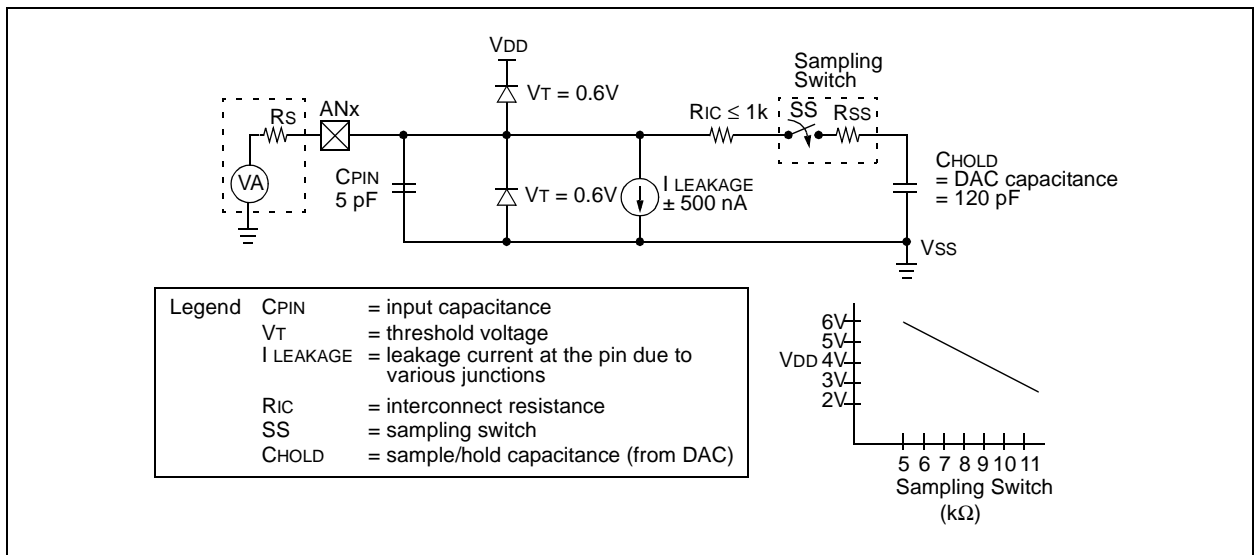 VDD
Sampling
Switch
VT = 0.6V
ANx
RS
RIC ≤ 1k
SS
RSS
VA
CPIN
5 pF
VT = 0.6V
I LEAKAGE
± 500 nA
CHOLD
= DAC capacitance
= 120 pF
VSS
Legend CPIN = input capacitance
VT = threshold voltage
I LEAKAGE = leakage current at the pin due to
various junctions
RIC = interconnect resistance
SS = sampling switch
CHOLD = sample/hold capacitance (from DAC)
6V
5V
VDD 4V
3V
2V
5 6 7 8 9 10 11
Sampling Switch
(kΩ)